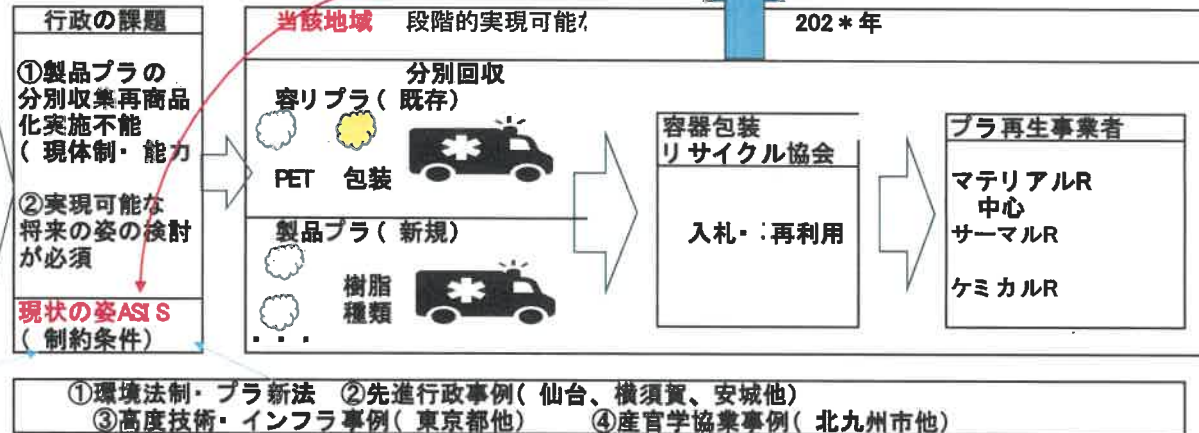 行政の課題
①製品プラの
分別収集再商品
化実施不能
(現体制・能力
②実現可能な
将来の姿の検討
が必須
現状の姿ASIS
(制約条件)
当該地域 段階的実現可能な 202*年
分別回収
容リプラ(既存)
PET 包装
製品プラ(新規)
樹脂
種類
・・・
容器包装
リサイクル協会
入札・:再利用
プラ再生事業者
マテリアルR
中心
サーマルR
ケミカルR
①環境法制・プラ新法 ②先進行政事例(仙台、横須賀、安城他)
③高度技術・インフラ事例(東京都他) ④産官学協業事例(北九州市他)